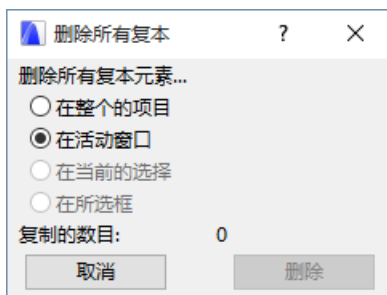 删除所有复本 ?
删除所有复本元素...
在整个的项目
在活动窗口
在当前的选择
在所选框
复制的数目: 0
取消 删除